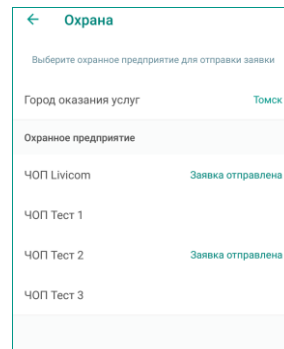 Охрана
Выберите охранное предприятие для отправки заявки
Город оказания услуг Томск
Охранное предприятие
ЧОП Livicom Заявка отправлена
ЧОП Тест 1
ЧОП Тест 2 Заявка отправлена
ЧОП Тест 3